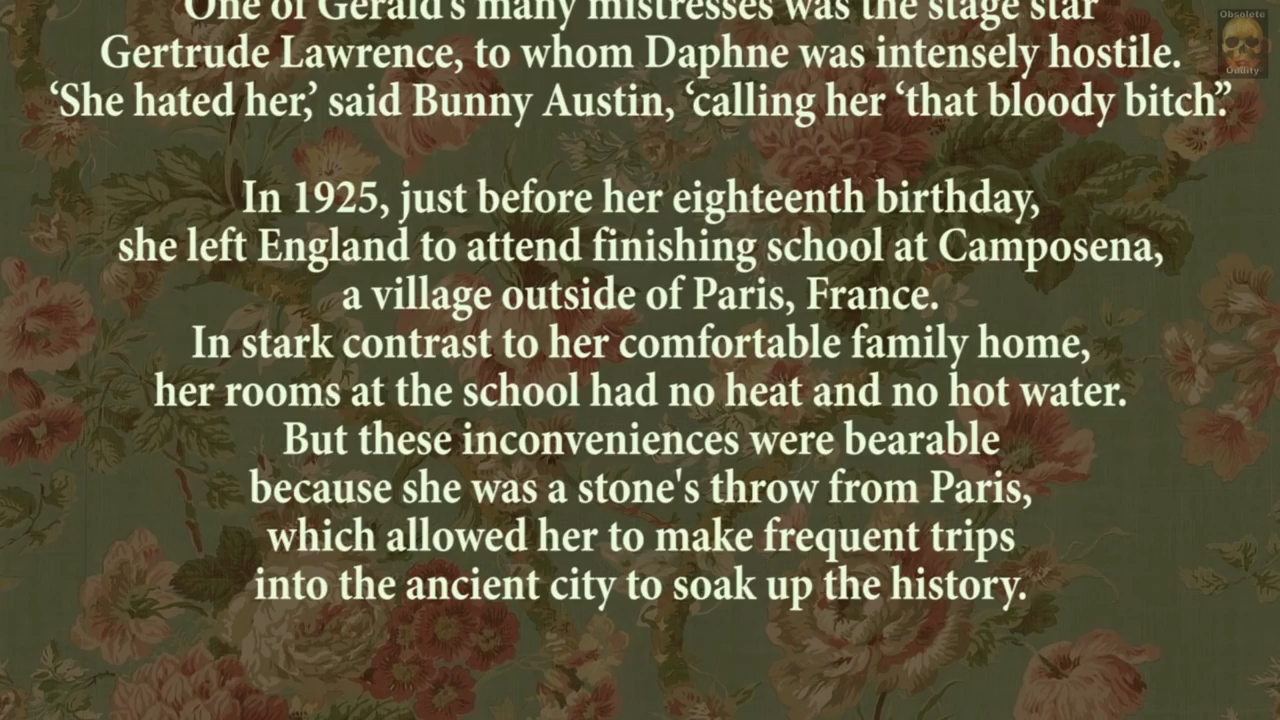 One of Gerald's many mistresses was the stage star
Gertrude Lawrence, to whom Daphne was intensely hostile.
‘She hated her,’ said Bunny Austin, ‘calling her ‘that bloody bitch’.’
In 1925, just before her eighteenth birthday,
she left England to attend finishing school at Camposena,
a village outside of Paris, France.
In stark contrast to her comfortable family home,
her rooms at the school had no heat and no hot water.
But these inconveniences were bearable
because she was a stone's throw from Paris,
which allowed her to make frequent trips
into the ancient city to soak up the history.
Obsolete
Oddity